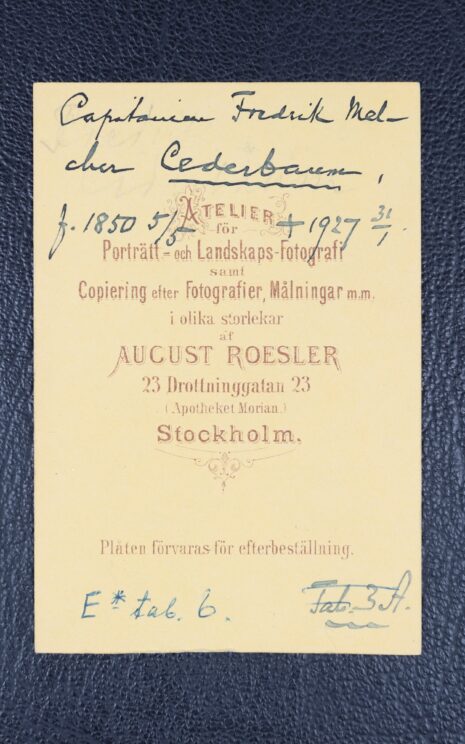 Capitainen Fredrik Mel-
cher Cederbaum,
f. 1850 5/5 + 1927 31/1.
ATELIER
för
Porträtt- och Landskaps-Fotografi
samt
Copiering efter Fotografier, Målningar m.m.
i olika storlekar
af
AUGUST ROESLER
23 Drottninggatan 23
(Apotheket Morian.)
Stockholm.
Plåten förvaras för efterbeställning.
E* tab. 6.
Tab. 3 A.